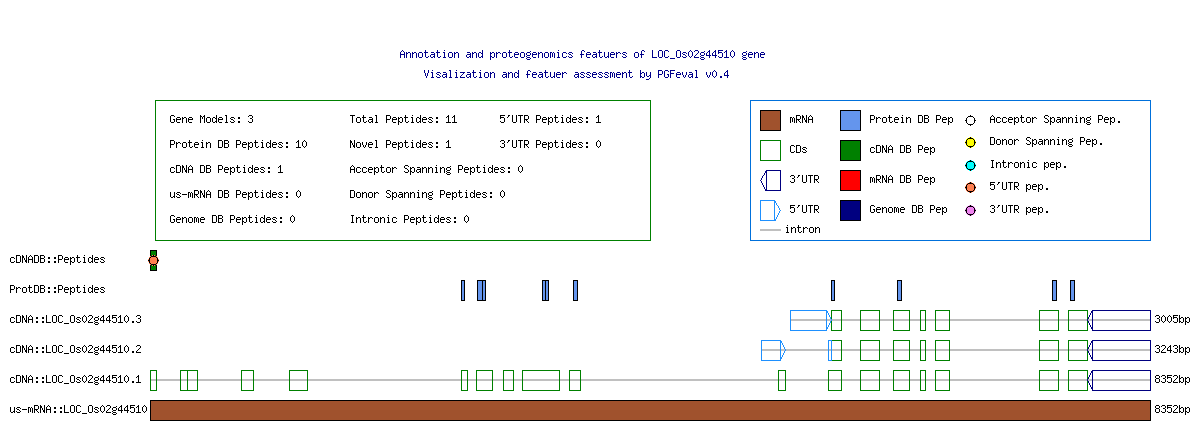 Annotation and proteogenomics featuers of LOC_Os02g44510 gene
Visalization and featuer assessment by PGFeval v0.4
Gene Models: 3
Total Peptides: 11
5'UTR Peptides: 1
Protein DB Peptides: 10
Novel Peptides: 1
3'UTR Peptides: 0
cDNA DB Peptides: 1
Acceptor Spanning Peptides: 0
us-mRNA DB Peptides: 0
Donor Spanning Peptides: 0
Genome DB Peptides: 0
Intronic Peptides: 0
mRNA
Protein DB Pep
Acceptor Spanning Pep.
CDs
cDNA DB Pep
Donor Spanning Pep.
3'UTR
mRNA DB Pep
Intronic pep.
5'UTR
Genome DB Pep
5'UTR pep.
3'UTR pep.
intron
cDNADB::Peptides
ProtDB::Peptides
cDNA::LOC_Os02g44510.3
3005bp
cDNA::LOC_Os02g44510.2
3243bp
cDNA::LOC_Os02g44510.1
8352bp
us-mRNA::LOC_Os02g44510
8352bp